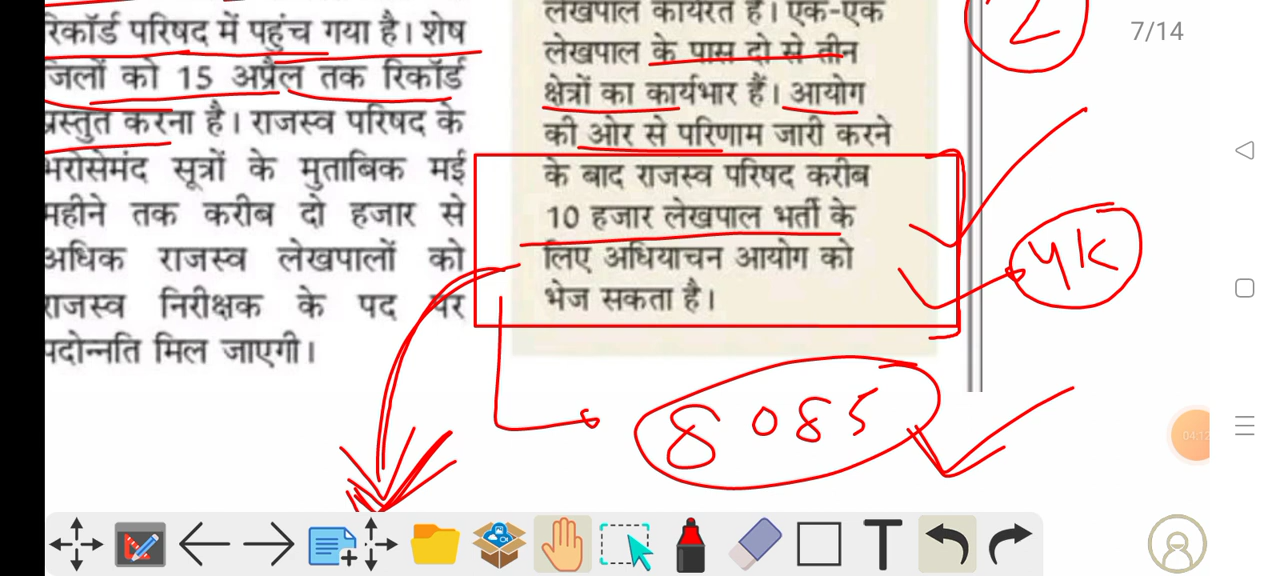 रिकॉर्ड परिषद में पहुंच गया है। शेष
जिलों को 15 अप्रैल तक रिकॉर्ड
प्रस्तुत करना है। राजस्व परिषद के
भरोसेमंद सूत्रों के मुताबिक मई
महीने तक करीब दो हजार से
अधिक राजस्व लेखपालों को
राजस्व निरीक्षक के पद पर
पदोन्नति मिल जाएगी।
लेखपाल कार्यरत हैं। एक-एक
लेखपाल के पास दो से तीन
क्षेत्रों का कार्यभार हैं। आयोग
की ओर से परिणाम जारी करने
के बाद राजस्व परिषद करीब
10 हजार लेखपाल भर्ती के
लिए अधियाचन आयोग को
भेज सकता है।
2
7/14
4K
8085
04:12
T